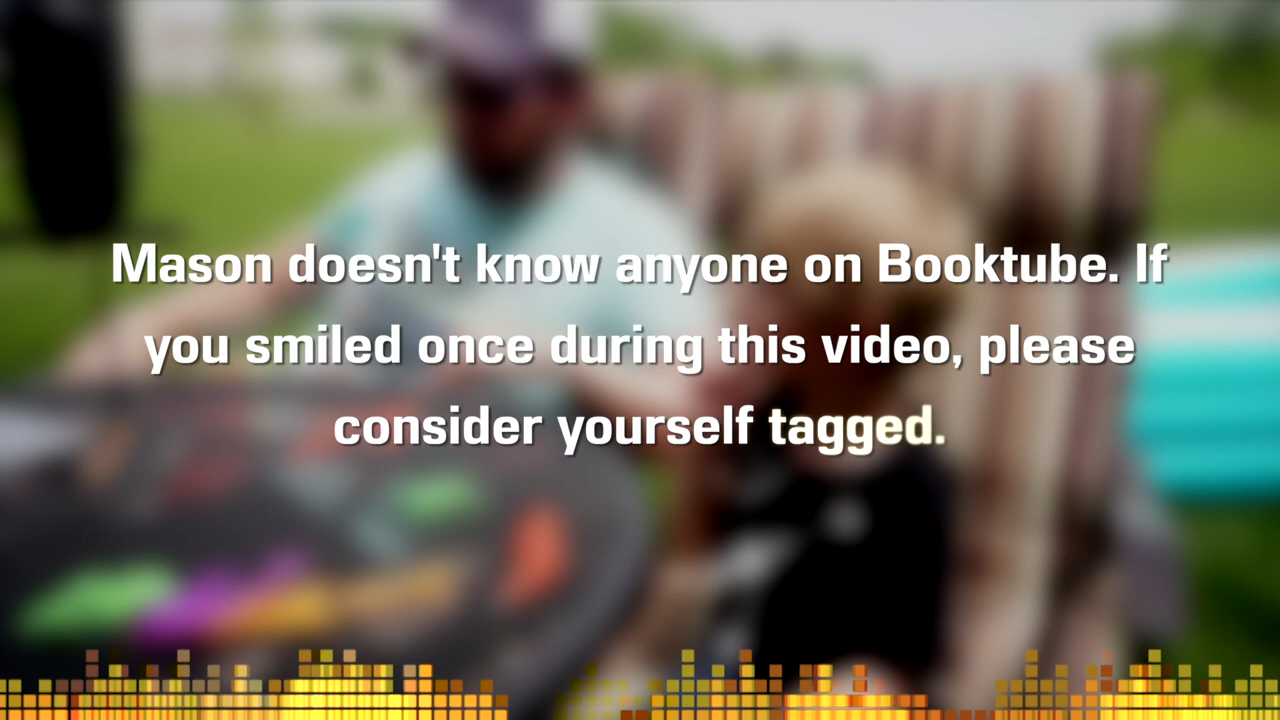 Mason doesn't know anyone on Booktube. If
you smiled once during this video, please
consider yourself tagged.